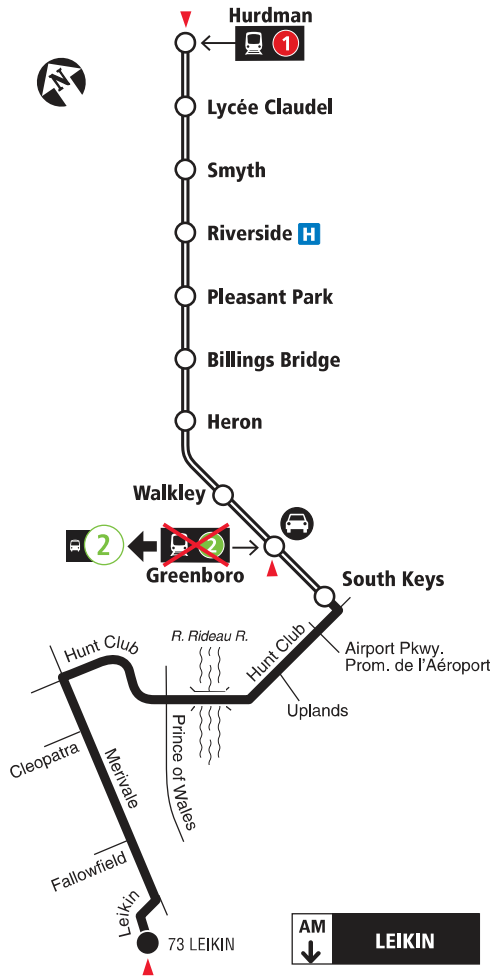 Hurdman
1
N
Lycée Claudel
Smyth
Riverside H
Pleasant Park
Billings Bridge
Heron
Walkley
2 2
Greenboro
South Keys
Hunt Club
R. Rideau R.
Hunt Club
Airport Pkwy.
Prom. de l'Aéroport
Uplands
Prince of Wales
Cleopatra
Merivale
Fallowfield
Leikin
73 LEIKIN
AM
LEIKIN